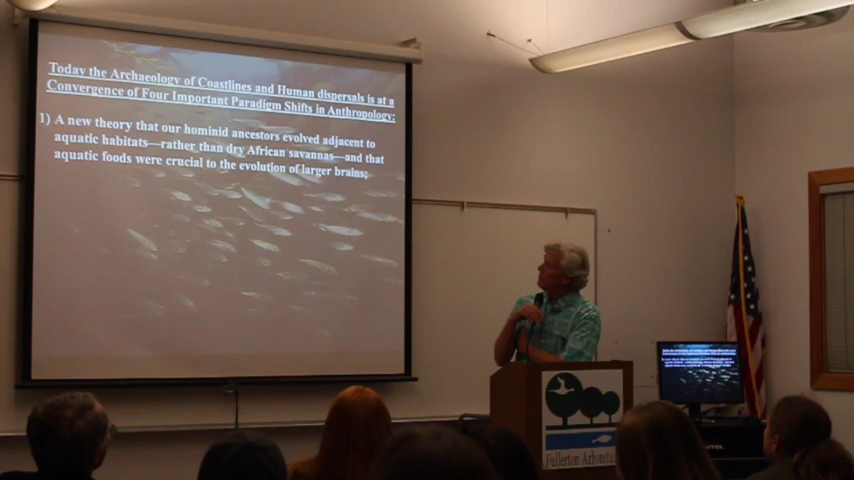 Today the Archaeology of Coastlines and Human dispersals is at a
Convergence of Four Important Paradigm Shifts in Anthropology:
1) A new theory that our hominid ancestors evolved adjacent to
aquatic habitats—rather than dry African savannas—and that
aquatic foods were crucial to the evolution of larger brains;
Fullerton Arboretum